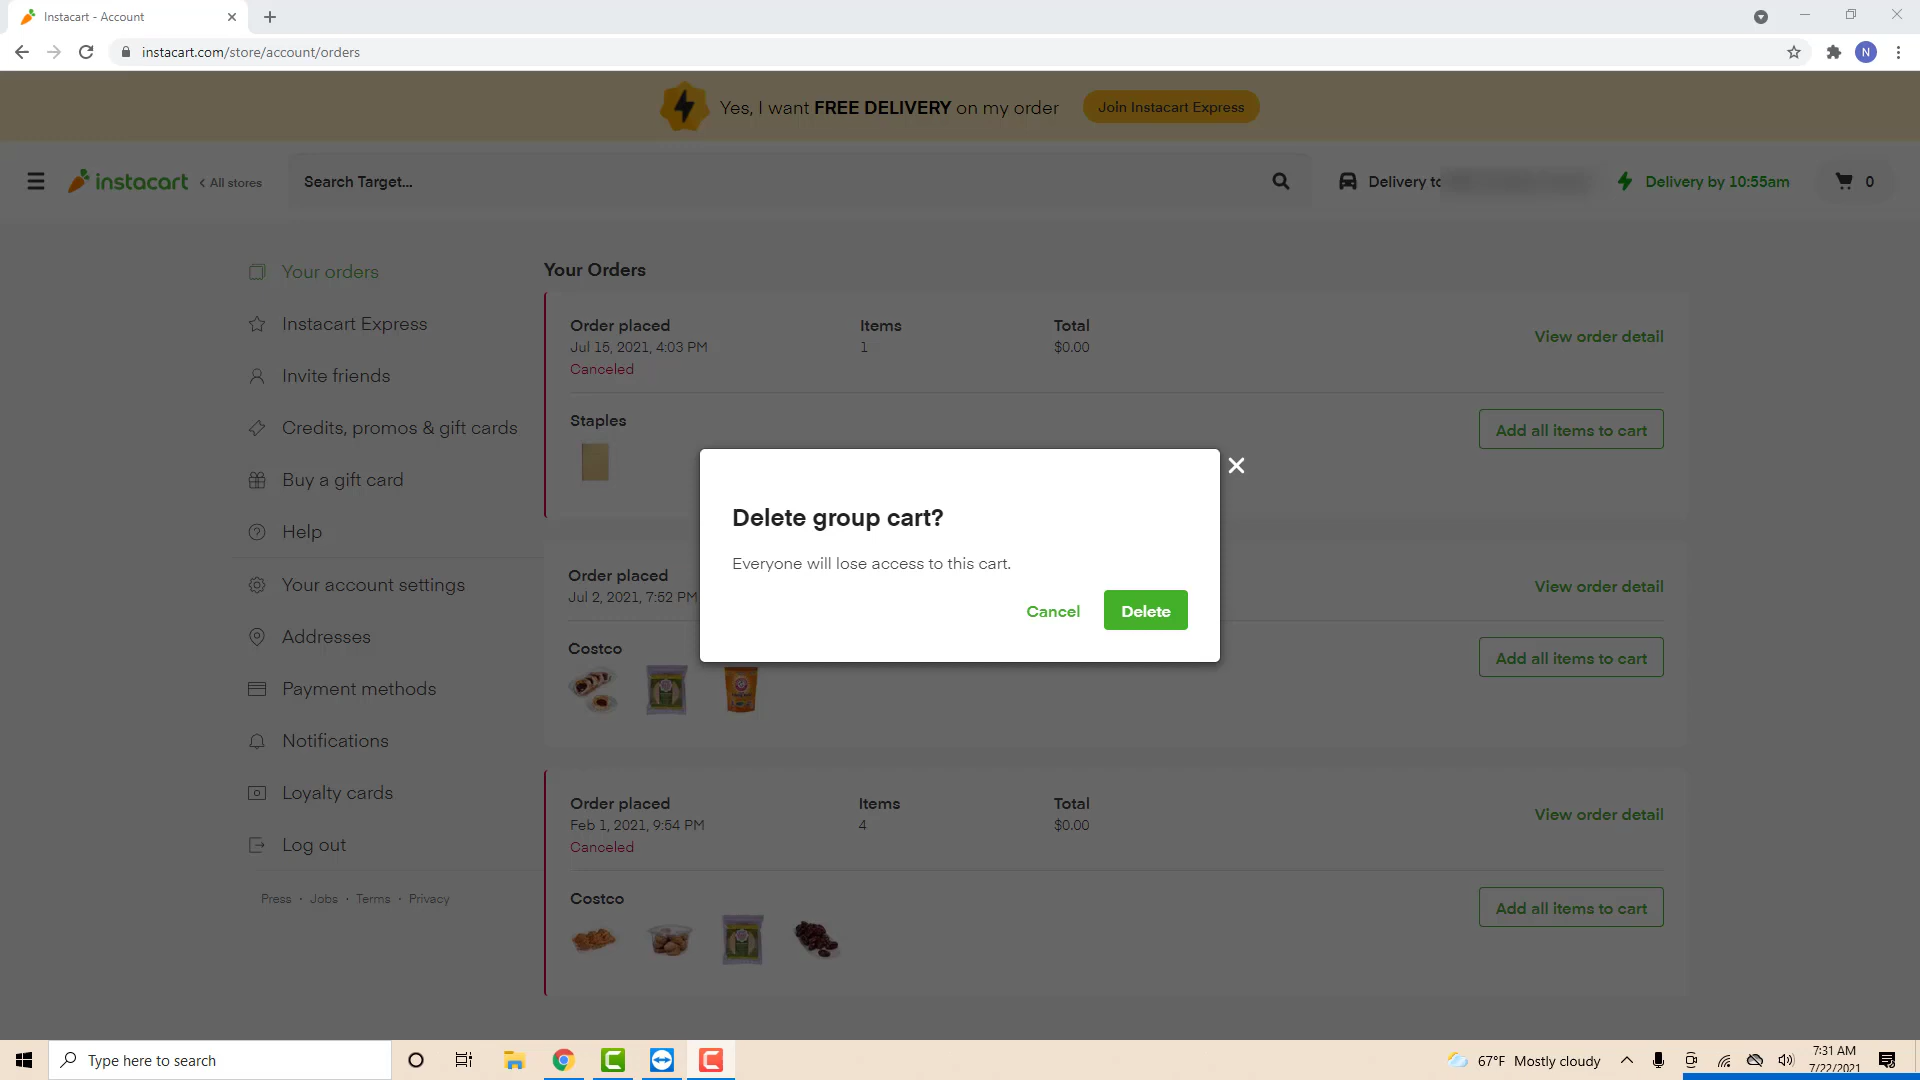 Instacart - Account
instacart.com/store/account/orders
N
Yes, I want FREE DELIVERY on my order
Join Instacart Express
instacart
All stores
Search Target...
Delivery to
Delivery by 10:55am
0
Your orders
Instacart Express
Invite friends
Credits, promos & gift cards
Buy a gift card
Help
Your account settings
Addresses
Payment methods
Notifications
Loyalty cards
Log out
Press · Jobs · Terms · Privacy
Your Orders
Order placed Items Total
Jul 15, 2021, 4:03 PM 1 $0.00
Canceled
View order detail
Staples
Add all items to cart
Delete group cart?
Everyone will lose access to this cart.
Cancel
Delete
Order placed
Jul 2, 2021, 7:52 PM
View order detail
Costco
Add all items to cart
Order placed Items Total
Feb 1, 2021, 9:54 PM 4 $0.00
Canceled
View order detail
Costco
Add all items to cart
Type here to search
67°F Mostly cloudy
7:31 AM
7/22/2021